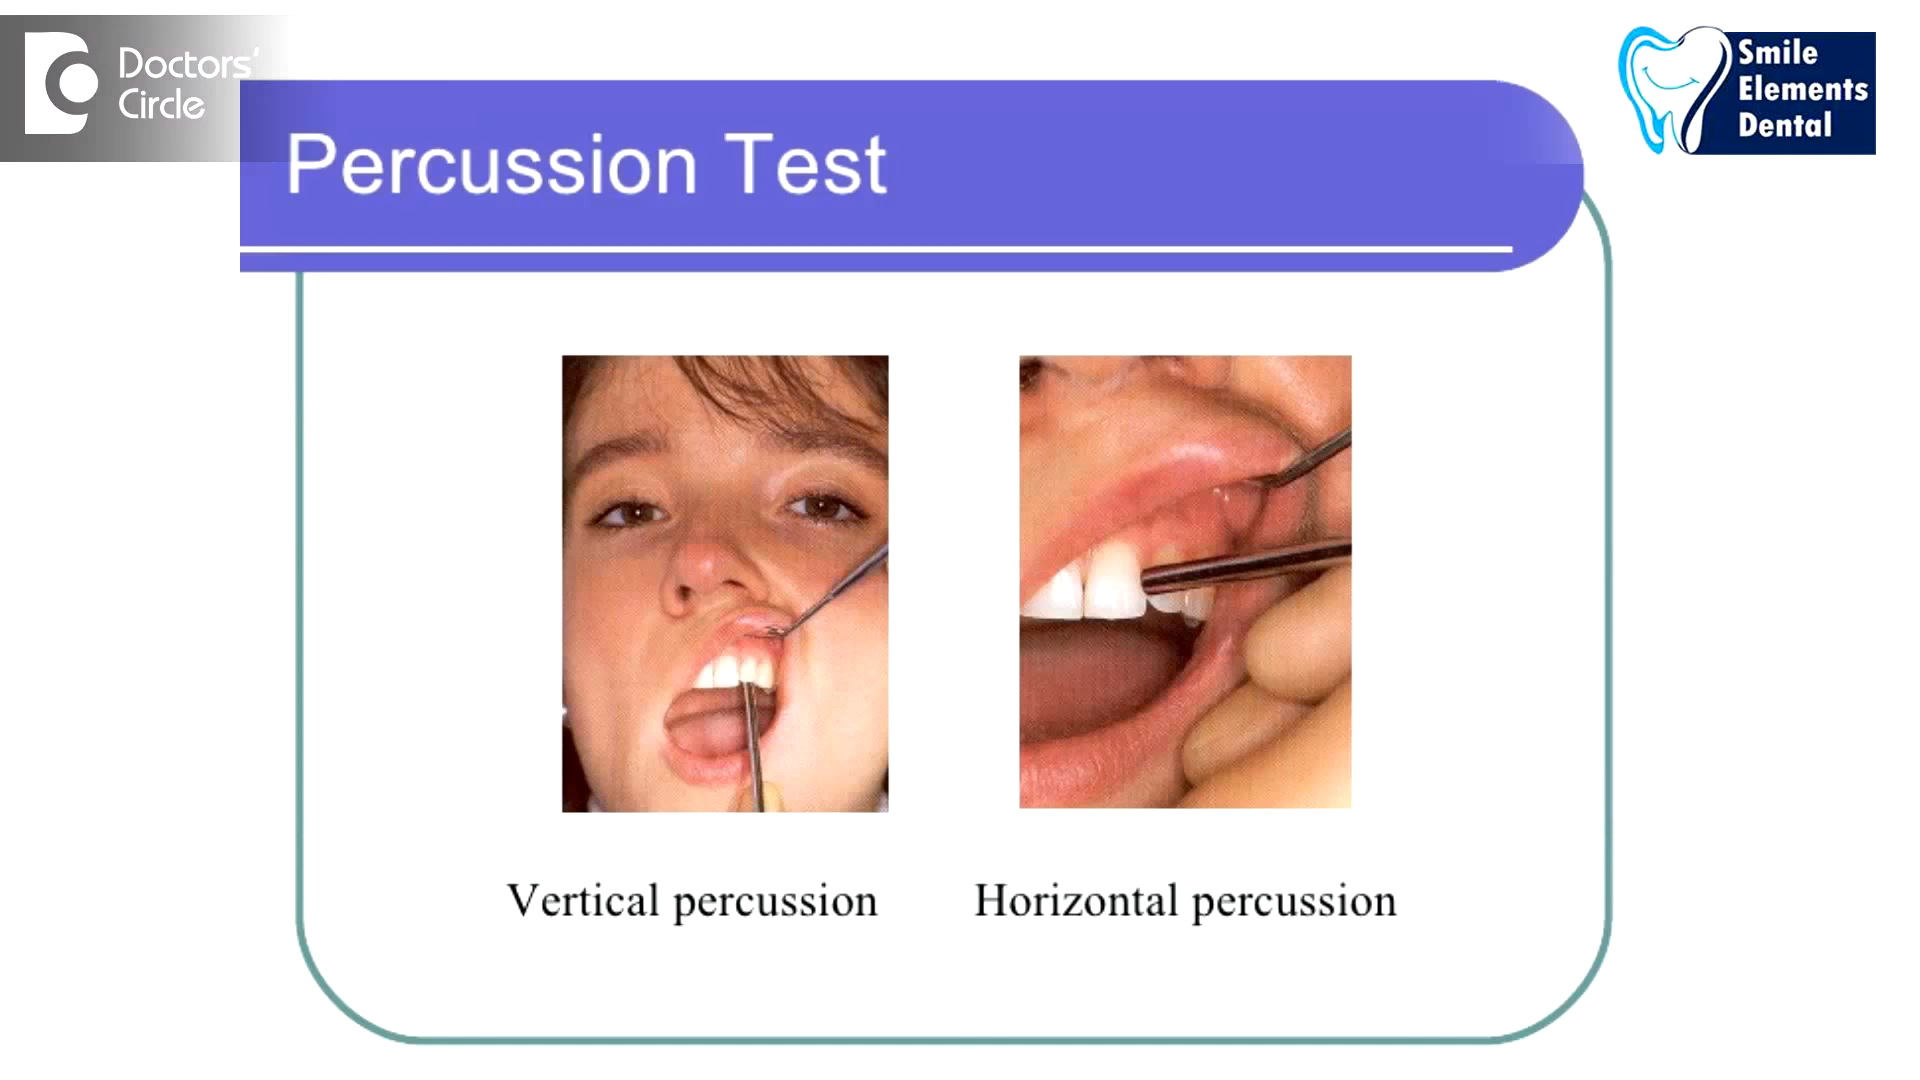 Doctors'
Circle
Smile
Elements
Dental
Percussion Test
Vertical percussion
Horizontal percussion